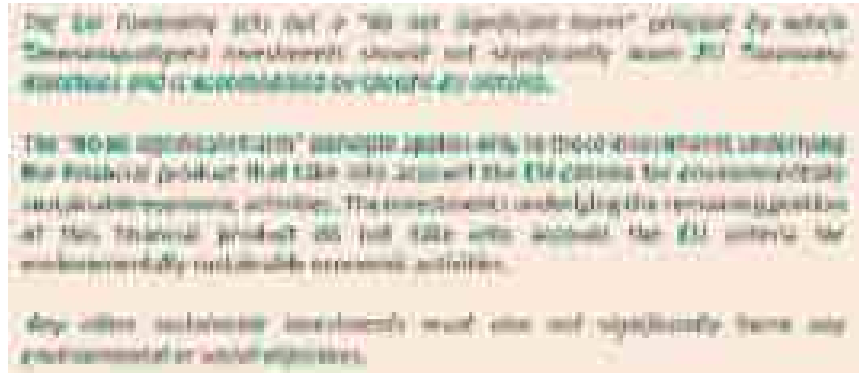 The EU Taxonomy sets out a "do not significant harm" principle by which
Taxonomy-aligned investments should not significantly harm EU Taxonomy
objectives and is accompanied by specific EU criteria.
The "do no significant harm" principle applies only to those investments underlying
the financial product that take into account the EU criteria for environmentally
sustainable economic activities. The investments underlying the remaining portion
of this financial product do not take into account the EU criteria for
environmentally sustainable economic activities.
Any other sustainable investments must also not significantly harm any
environmental or social objectives.